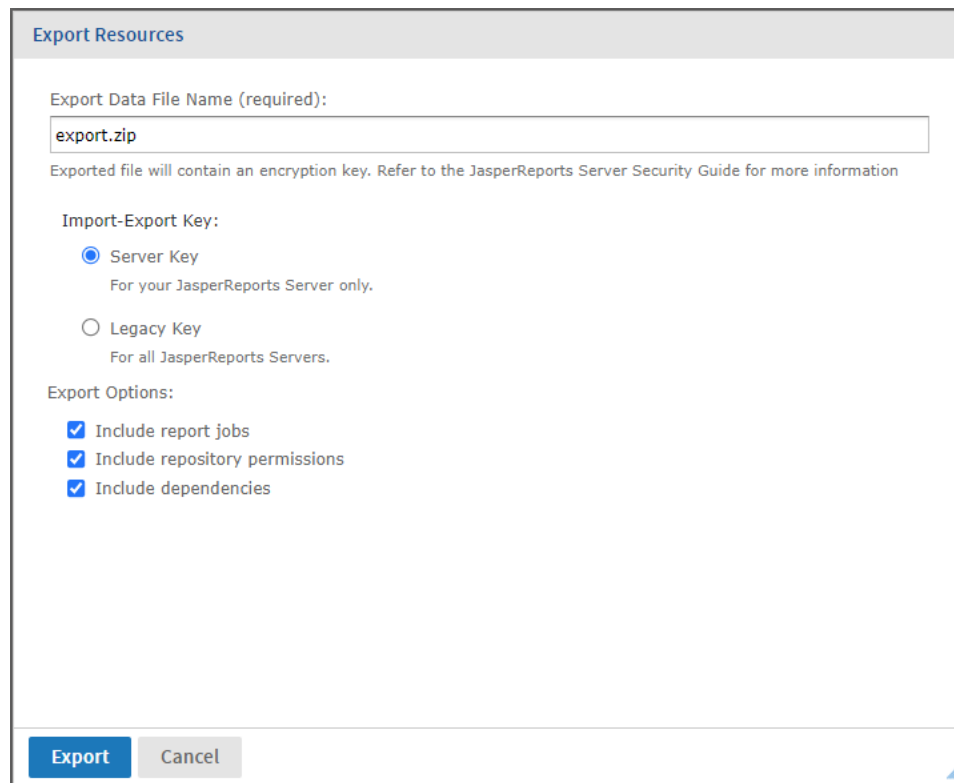 Export Resources
Export Data File Name (required):
export.zip
Exported file will contain an encryption key. Refer to the JasperReports Server Security Guide for more information
Import-Export Key:
Server Key
For your JasperReports Server only.
Legacy Key
For all JasperReports Servers.
Export Options:
Include report jobs
Include repository permissions
Include dependencies
Export Cancel